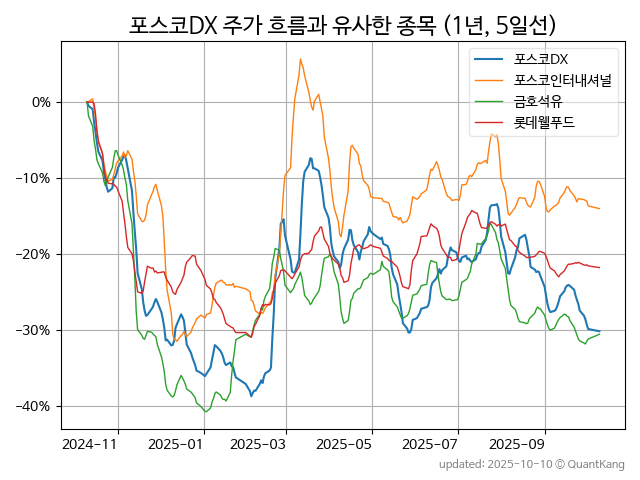 포스코DX 주가 흐름과 유사한 종목 (1년, 5일선)
포스코DX
포스코인터내셔널
금호석유
롯데웰푸드
0%
−10%
−20%
−30%
−40%
2024−11
2025−01
2025−03
2025−05
2025−07
2025−09
updated: 2025-10-10 © QuantKang